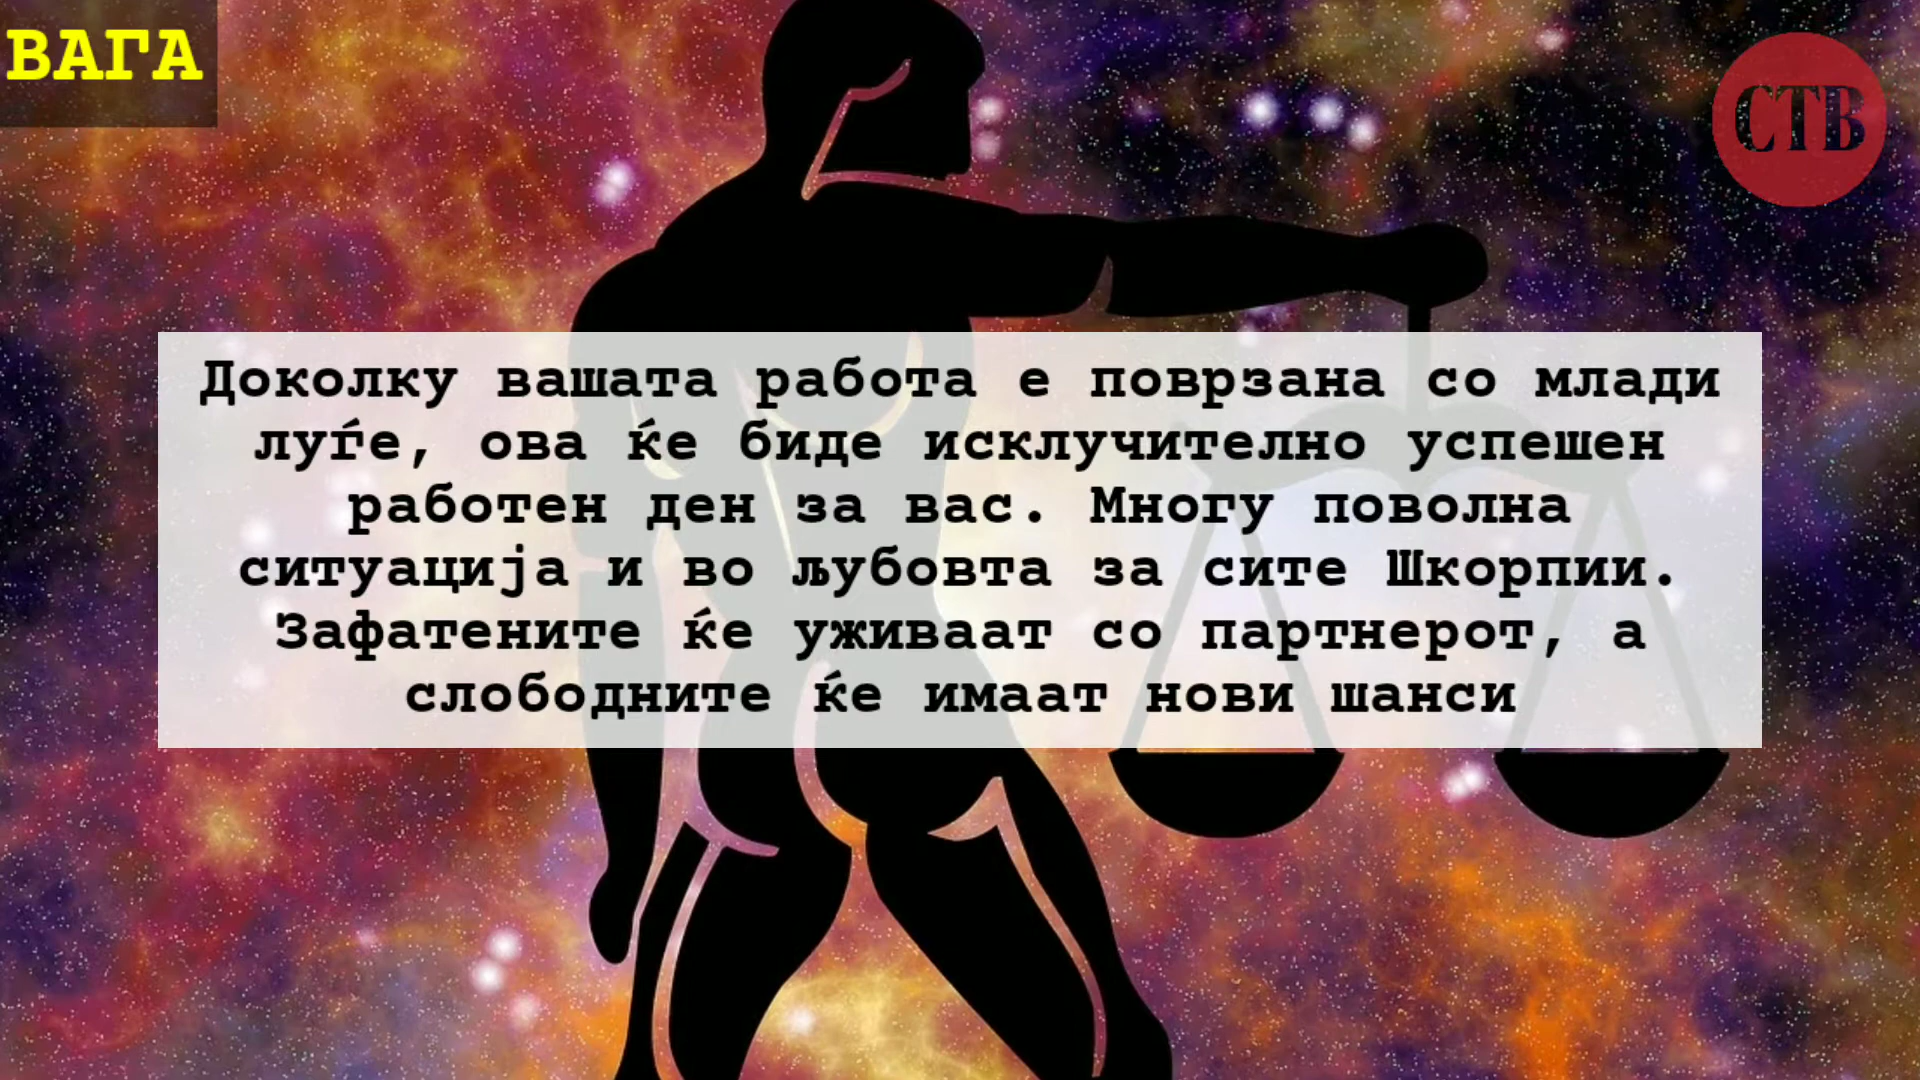 ВАГА
СТВ
Доколку вашата работа е поврзана со млади
луѓе, ова ќе биде исклучително успешен
работен ден за вас. Многу поволна
ситуација и во љубовта за сите Шкорпии.
Зафатените ќе уживаат со партнерот, а
слободните ќе имаат нови шанси